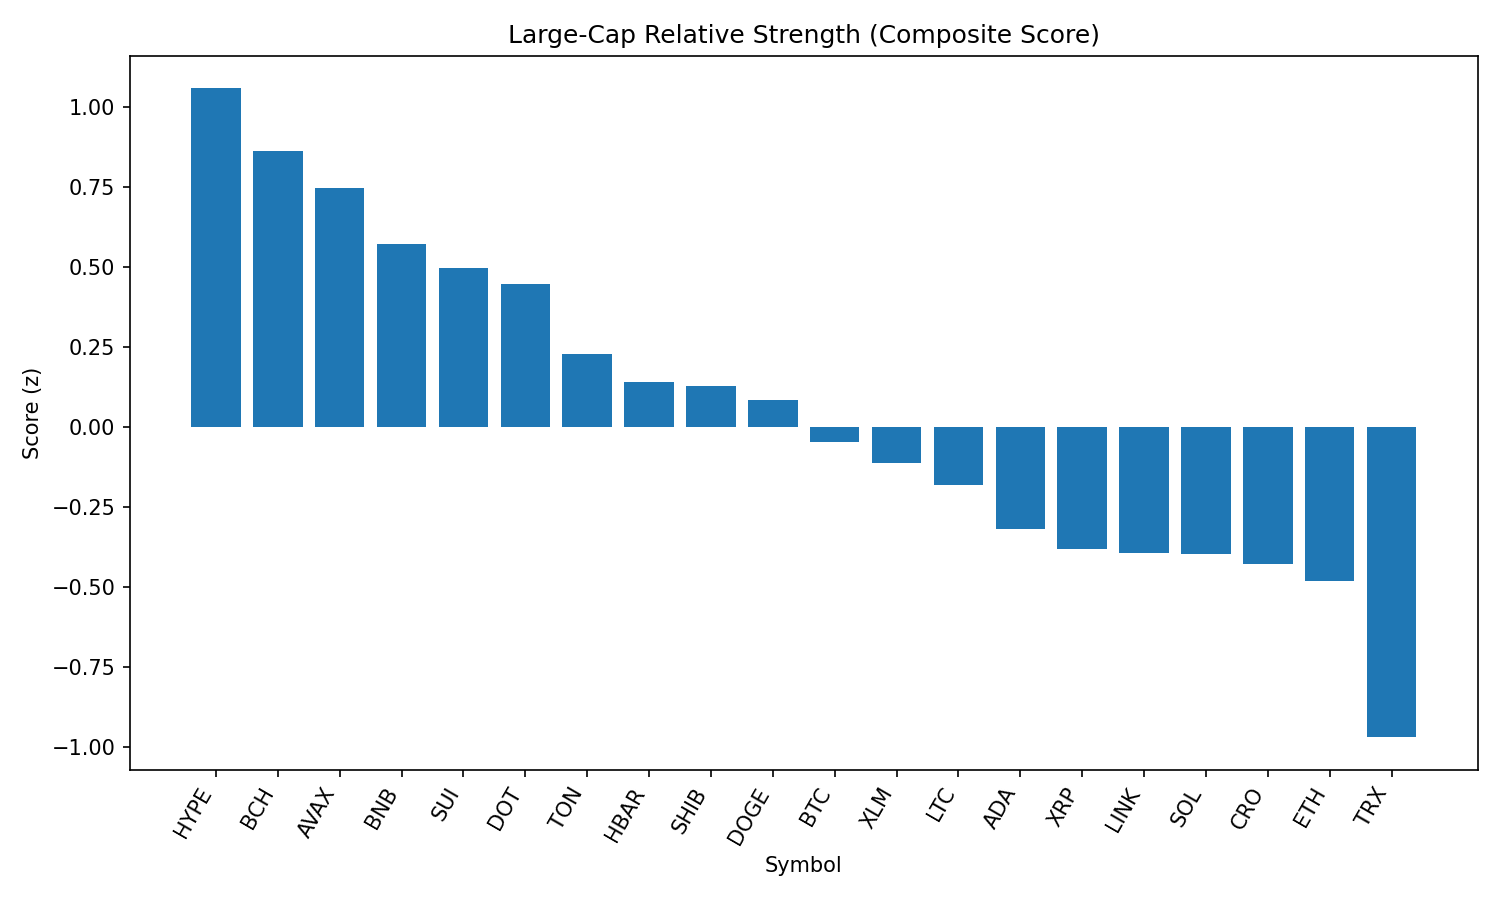 Large-Cap Relative Strength (Composite Score)
Score (z)
1.00
0.75
0.50
0.25
0.00
−0.25
−0.50
−0.75
−1.00
HYPE
BCH
AVAX
BNB
SUI
DOT
TON
HBAR
SHIB
DOGE
BTC
XLM
LTC
ADA
XRP
LINK
SOL
CRO
ETH
TRX
Symbol